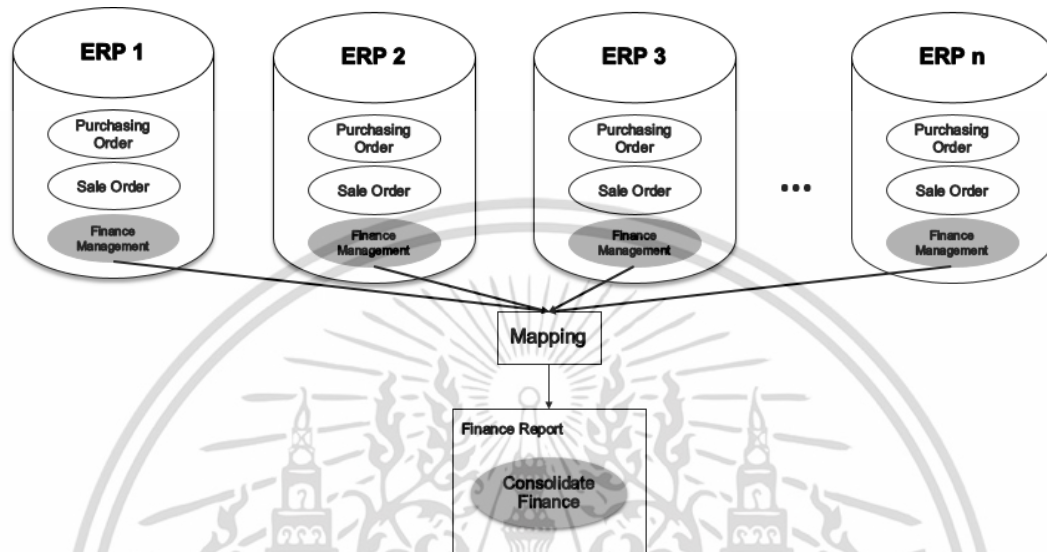 ERP 1
Purchasing
Order
Sale Order
Finance
Management
ERP 2
Purchasing
Order
Sale Order
Finance
Management
ERP 3
Purchasing
Order
Sale Order
Finance
Management
...
ERP n
Purchasing
Order
Sale Order
Finance
Management
Mapping
Finance Report
Consolidate
Finance